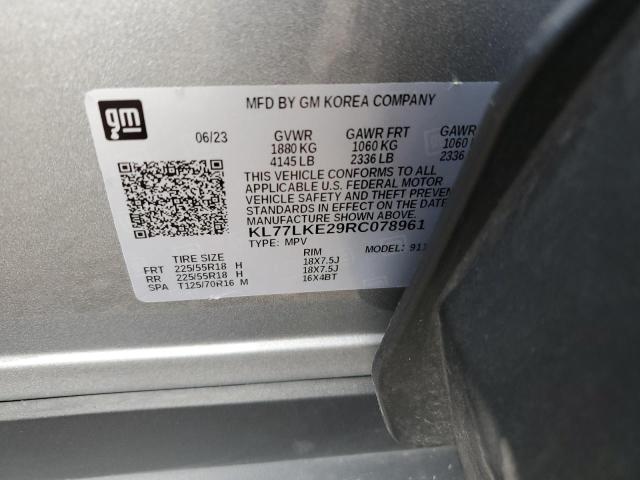 MFD BY GM KOREA COMPANY
gm
06/23 GVWR GAWR FRT GAWR
1880 KG 1060 KG 1060 K
4145 LB 2336 LB 2336
THIS VEHICLE CONFORMS TO ALL
APPLICABLE U.S. FEDERAL MOTOR
VEHICLE SAFETY AND THEFT PREVEN
STANDARDS IN EFFECT ON THE DATE
MANUFACTURE SHOWN ABOVE.
KL77LKE29RC078961
TYPE: MPV MODEL: 911
TIRE SIZE RIM
FRT 225/55R18 H 18X7.5J
RR 225/55R18 H 18X7.5J
SPA T125/70R16 M 16X4BT